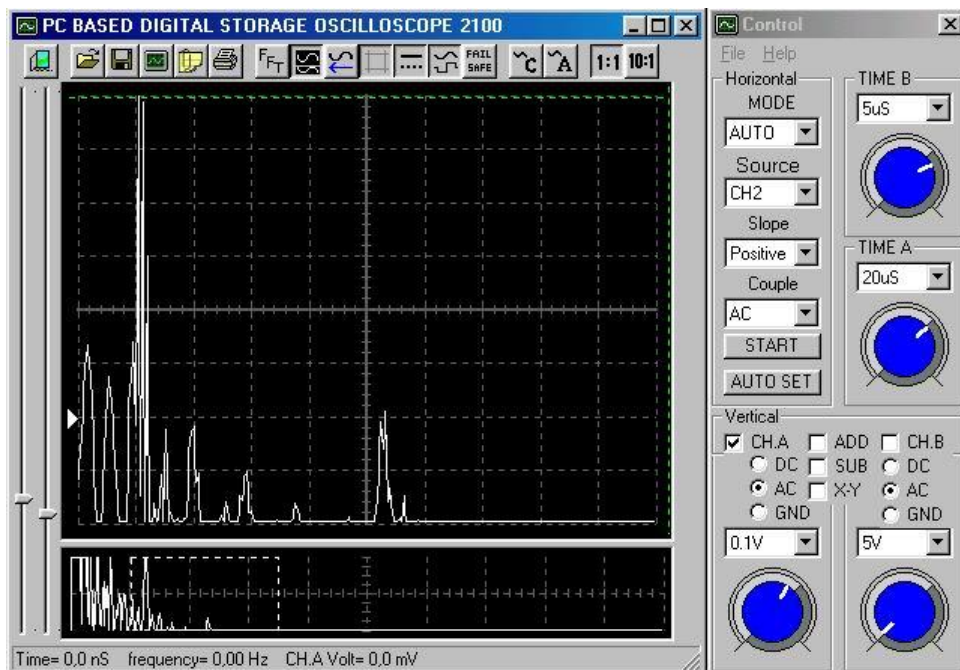 PC BASED DIGITAL STORAGE OSCILLOSCOPE 2100
FFT
FAIL SAFE
C
A
1:1
10:1
Time= 0,0 nS frequency= 0,00 Hz CH.A Volt= 0,0 mV
Control
File Help
Horizontal
MODE
AUTO
Source
CH2
Slope
Positive
Couple
AC
START
AUTO SET
TIME B
5uS
TIME A
20uS
Vertical
CH.A ADD CH.B
DC SUB DC
AC X-Y AC
GND GND
0.1V 5V